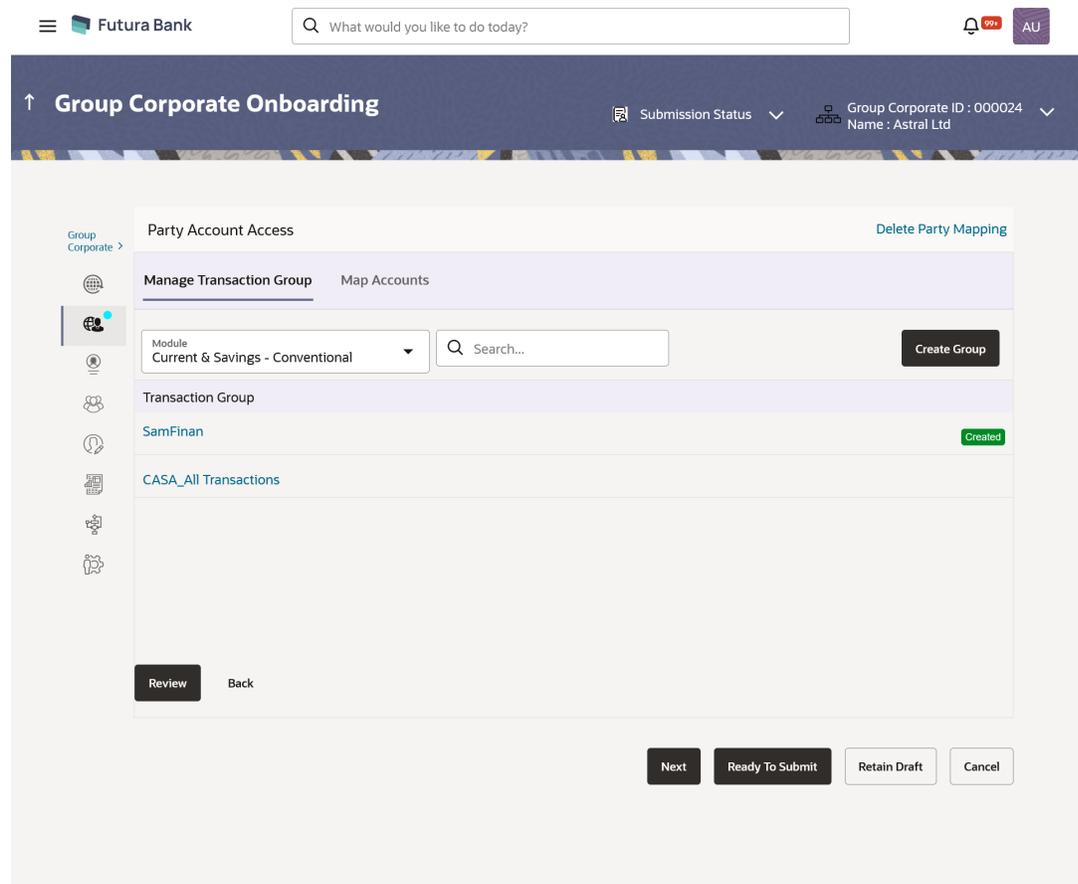 Futura Bank
What would you like to do today?
99+
AU
Group Corporate Onboarding
Submission Status
Group Corporate ID : 000024
Name : Astral Ltd
Group
Corporate
Party Account Access
Delete Party Mapping
Manage Transaction Group
Map Accounts
Module
Current & Savings - Conventional
Search...
Create Group
Transaction Group
SamFinan
Created
CASA_All Transactions
Review
Back
Next
Ready To Submit
Retain Draft
Cancel